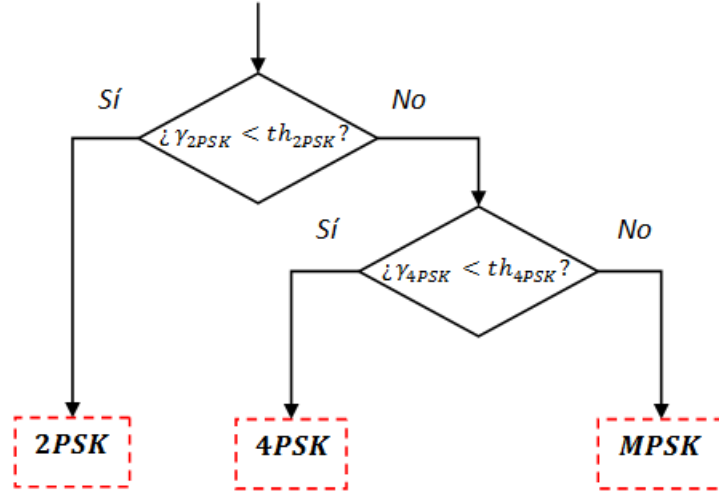 Sí
No
¿γ2PSK < th2PSK?
Sí
No
¿γ4PSK < th4PSK?
2PSK
4PSK
MPSK